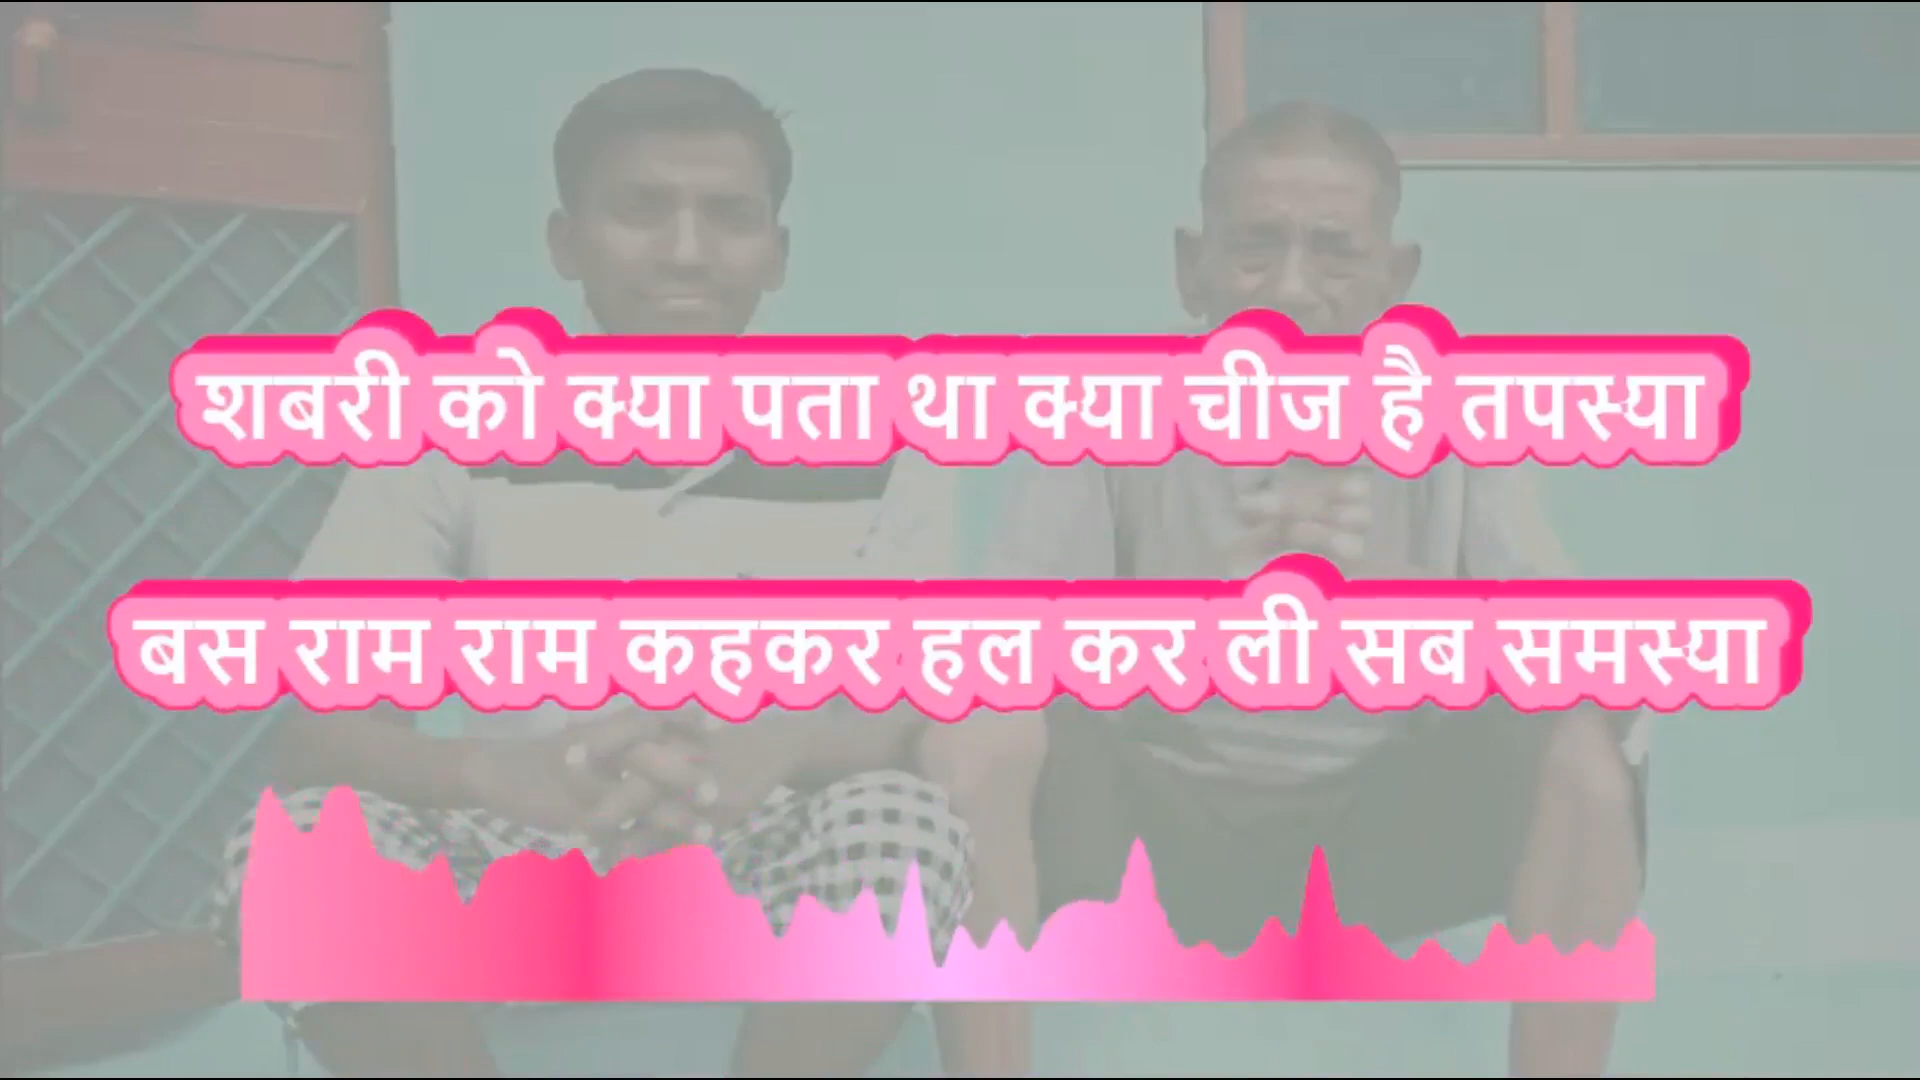 शबरी को क्या पता था क्या चीज है तपस्या
बस राम राम कहकर हल कर ली सब समस्या